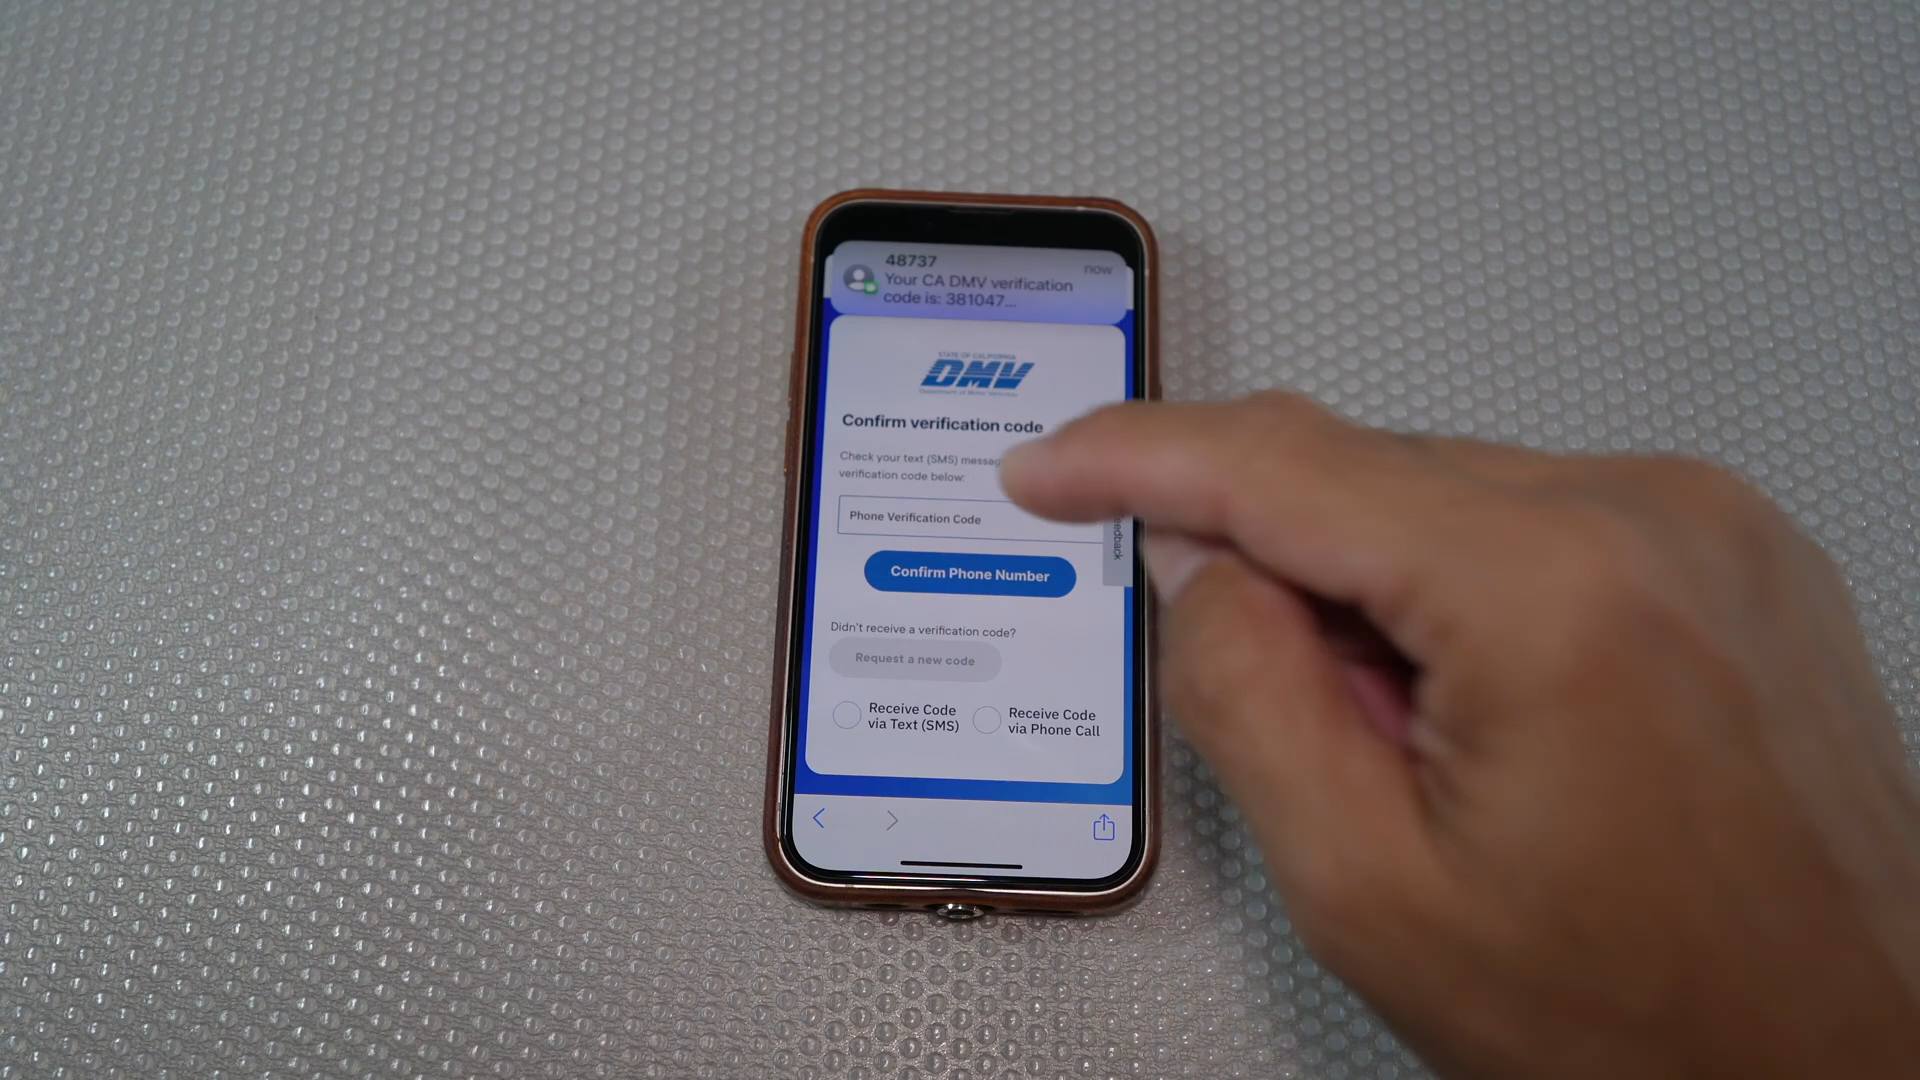 48737
now
Your CA DMV verification
code is: 381047...
STATE OF CALIFORNIA
DMV
Department of Motor Vehicles
Confirm verification code
Check your text (SMS)
verification code below:
Phone Verification Code
Confirm Phone Number
Didn't receive a verification code?
Request a new code
Receive Code
via Text (SMS)
Receive Code
via Phone Call